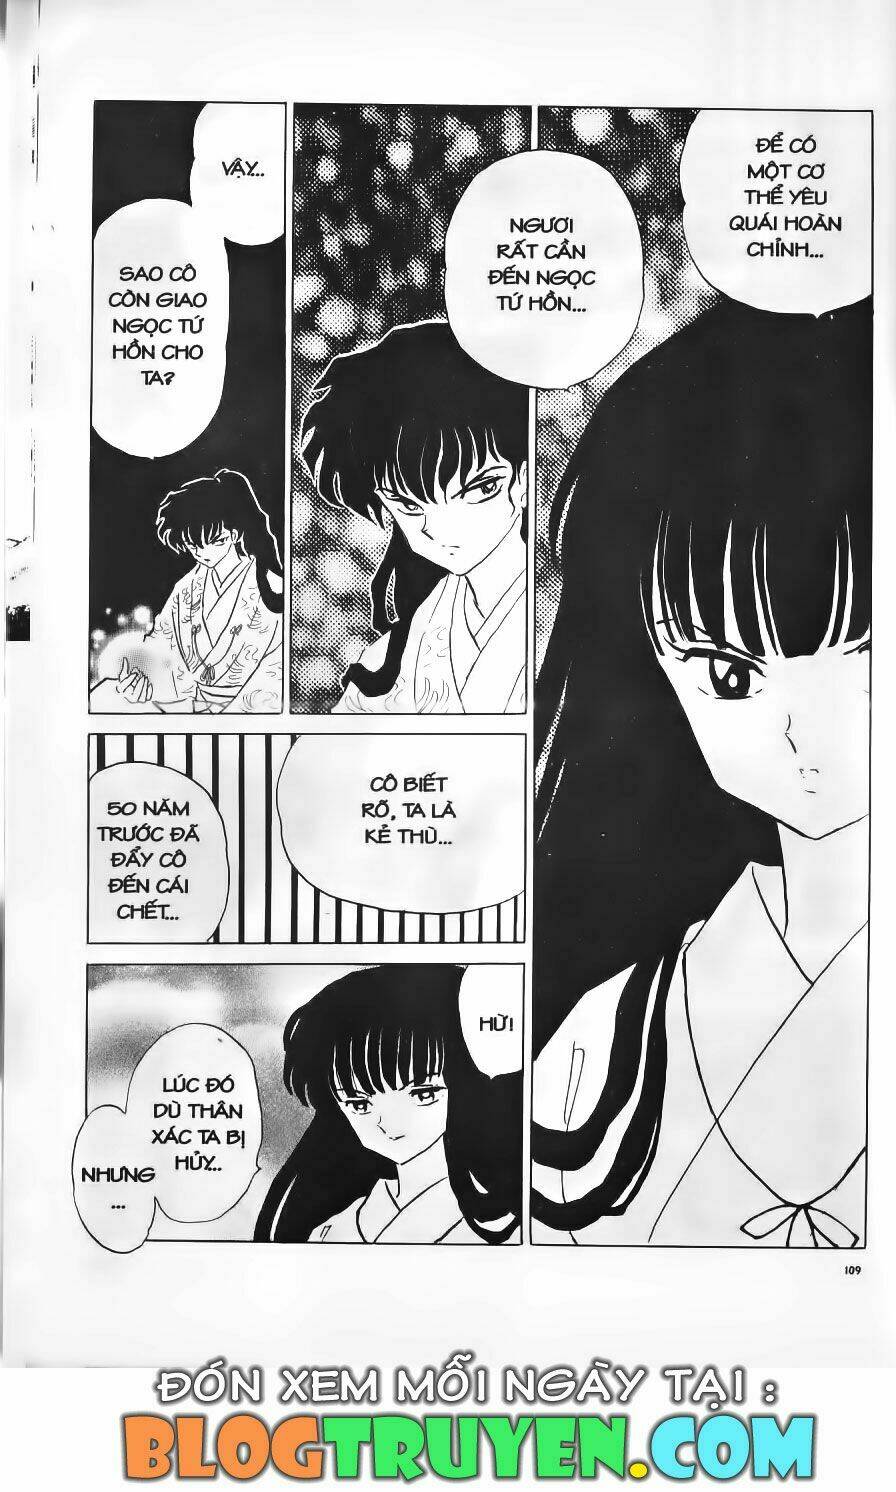 ĐỂ CÓ
MỘT CƠ
THỂ YÊU
QUÁI HOÀN
CHỈNH...
NGƯƠI
RẤT CẦN
ĐẾN NGỌC
TỨ HỒN...
VẬY...
SAO CÔ
CÒN GIAO
NGỌC TỨ
HỒN CHO
TA?
CÔ BIẾT
RÕ, TA LÀ
KẺ THÙ...
50 NĂM
TRƯỚC ĐÃ
ĐẨY CÔ
ĐẾN CÁI
CHẾT...
HỪ!
LÚC ĐÓ
DÙ THÂN
XÁC TA BỊ
HỦY...
NHƯNG
...
109
ĐÓN XEM MỖI NGÀY TẠI :
BLOGTRUYEN.COM